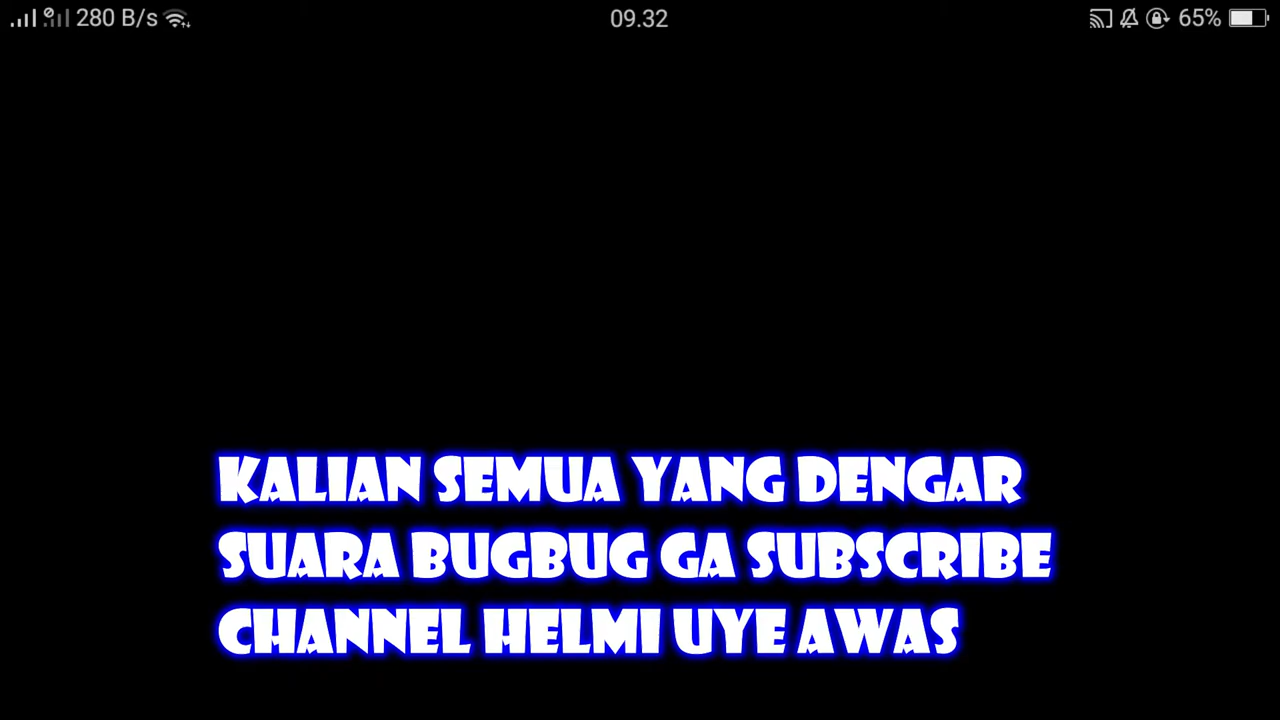 280 B/s 09.32 65%
KALIAN SEMUA YANG DENGAR
SUARA BUGBUG GA SUBSCRIBE
CHANNEL HELMI UYE AWAS